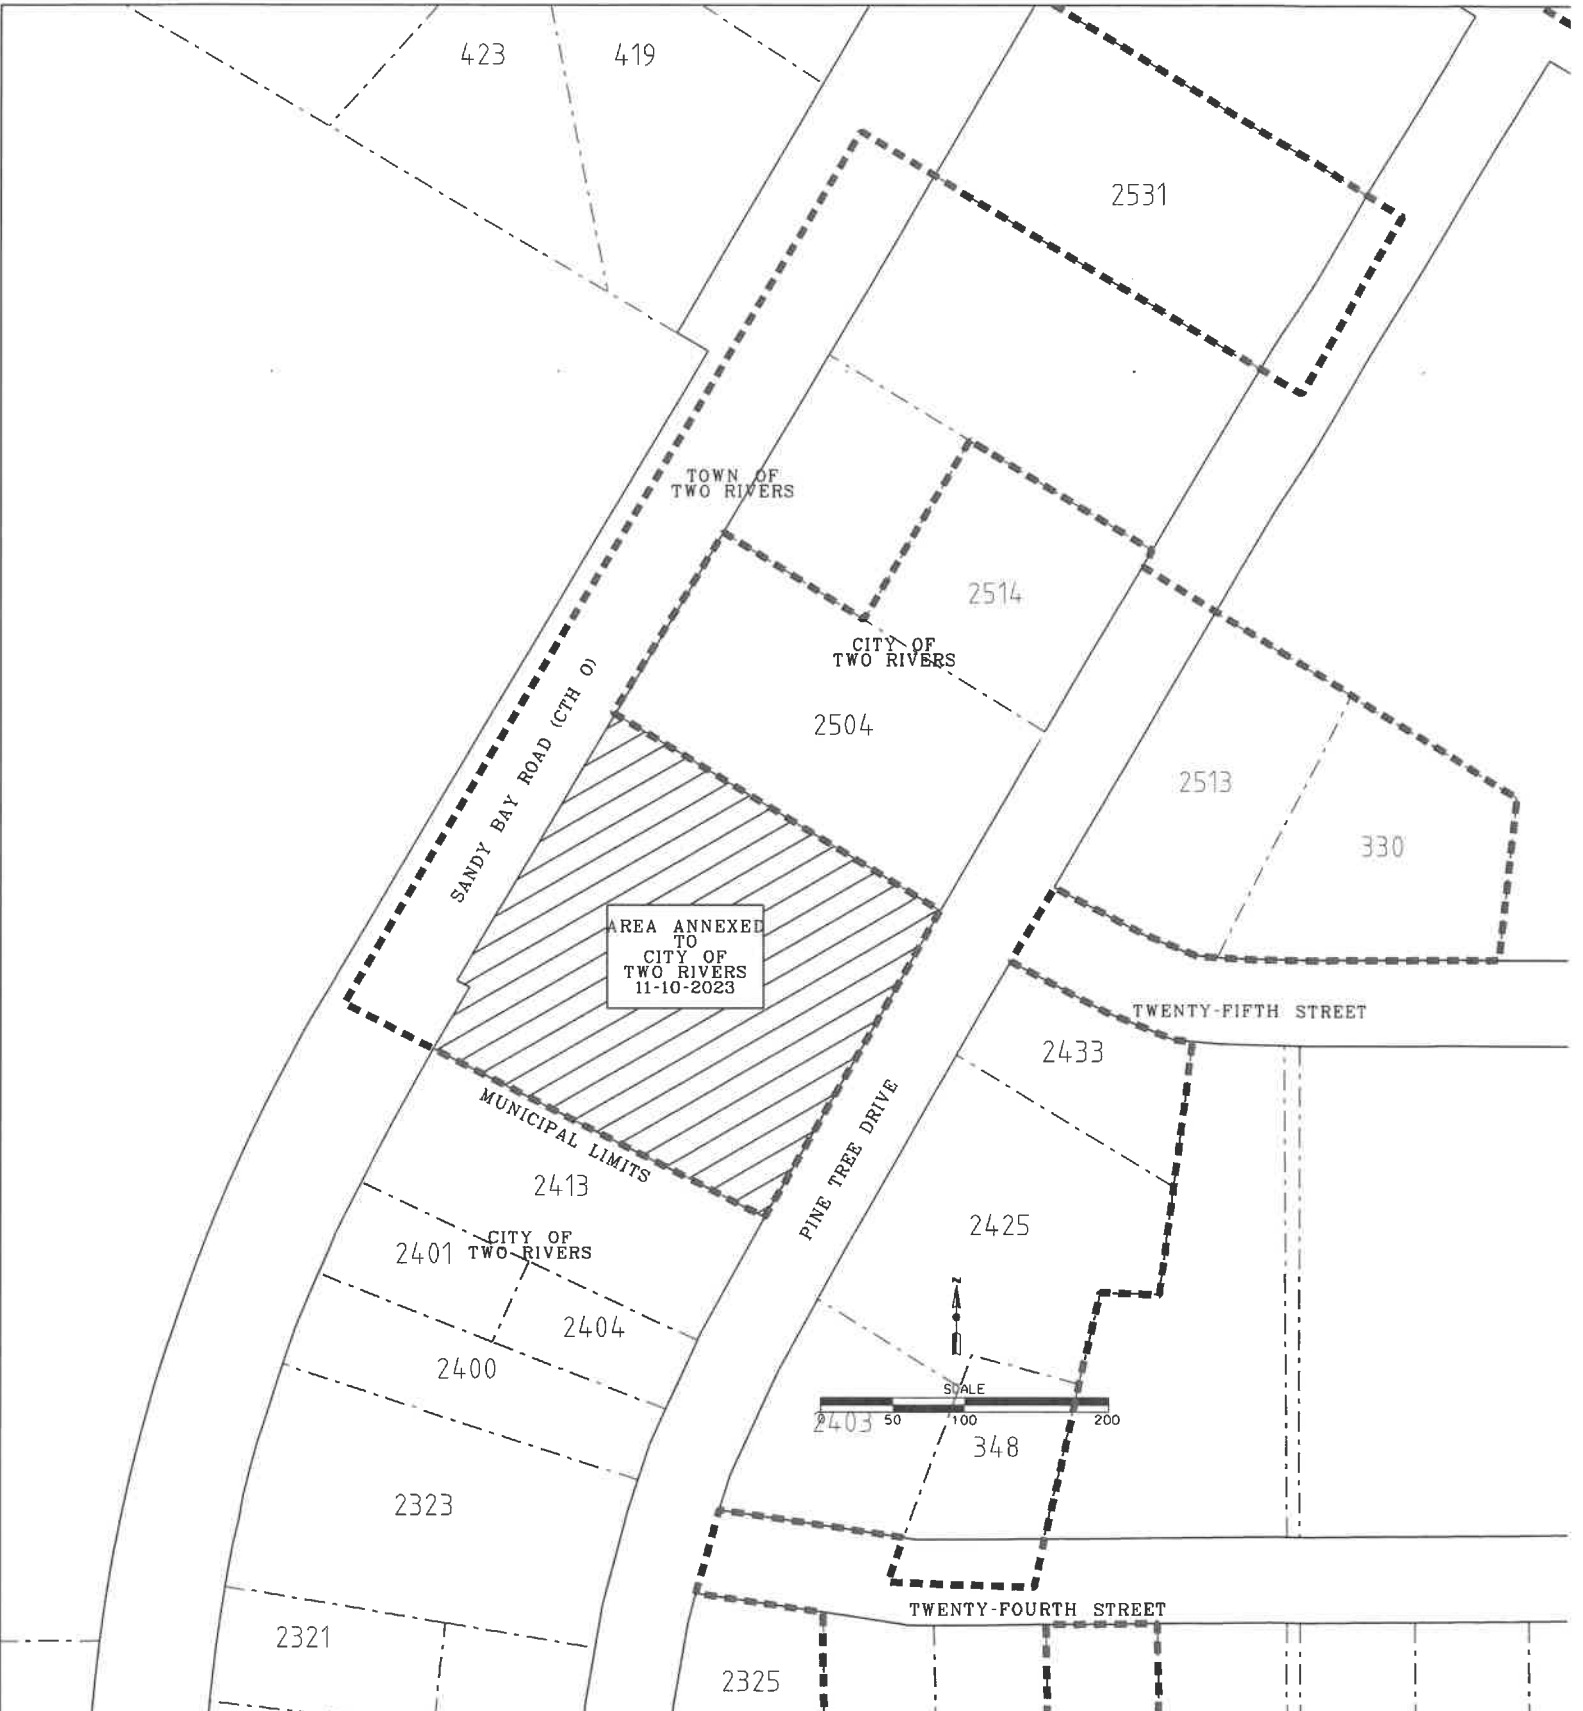 423
419
2531
TOWN OF
TWO RIVERS
2514
CITY OF
TWO RIVERS
2504
SANDY BAY ROAD (CTH O)
2513
330
AREA ANNEXED
TO
CITY OF
TWO RIVERS
11-10-2023
TWENTY-FIFTH STREET
2433
MUNICIPAL LIMITS
PINE TREE DRIVE
2413
2425
2401
CITY OF
TWO RIVERS
N
2404
2400
SCALE
0 50 100 200
2403
348
2323
TWENTY-FOURTH STREET
2321
2325